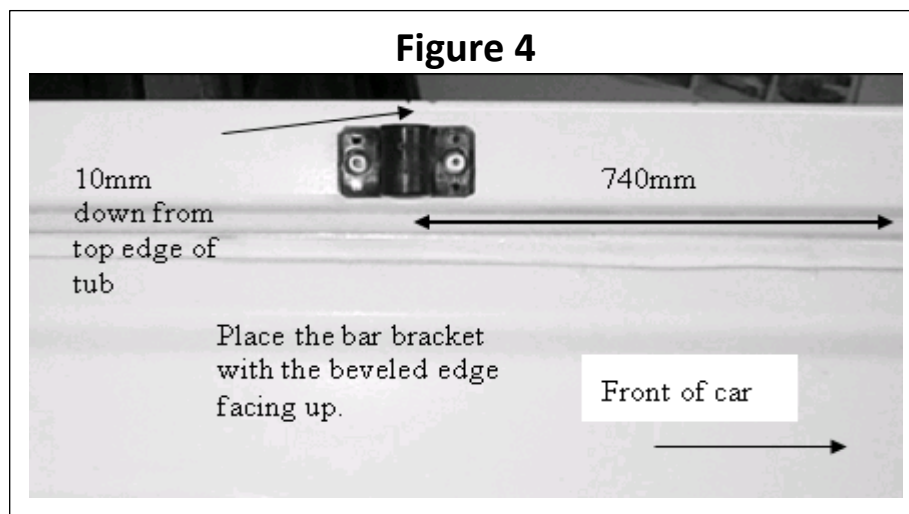 Figure 4
10mm
down from
top edge of
tub
740mm
Place the bar bracket
with the beveled edge
facing up.
Front of car